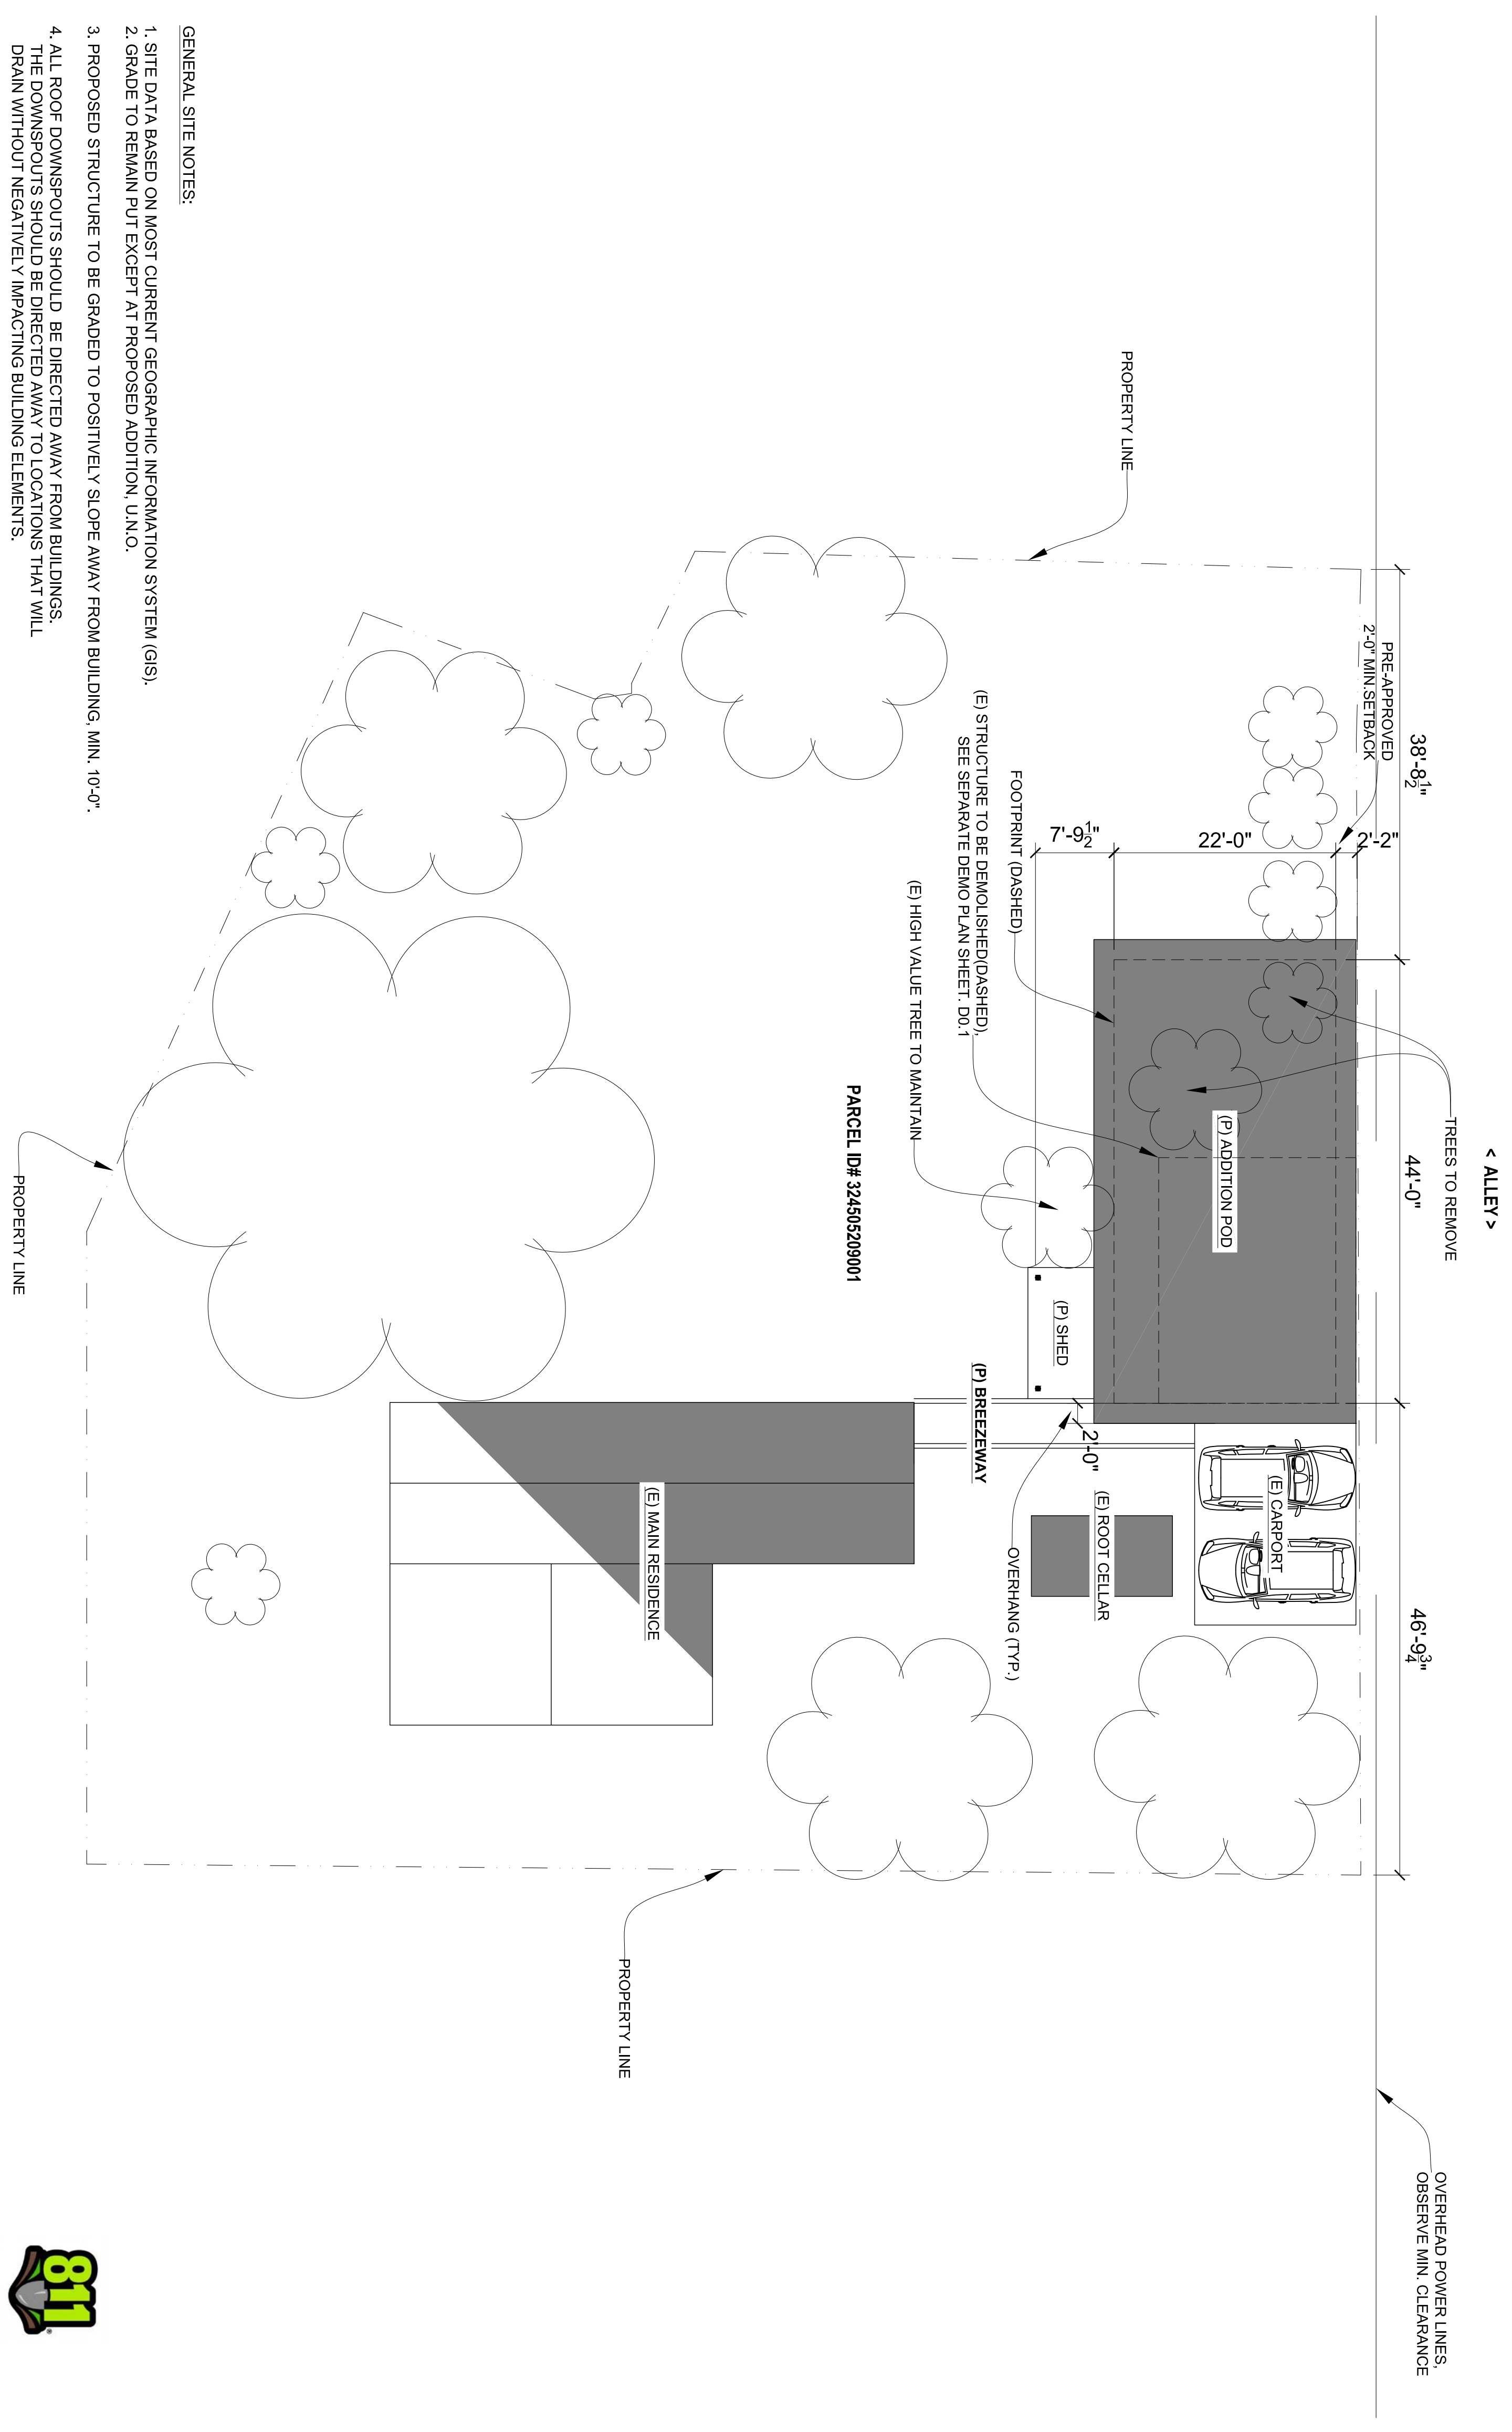 < ALLEY >
OVERHEAD POWER LINES,
OBSERVE MIN. CLEARANCE
TREES TO REMOVE
38'-8 1/2"
44'-0"
46'-9 3/4"
PRE-APPROVED
2'-0" MIN.SETBACK
2'-2"
22'-0"
7'-9 1/2"
(P) ADDITION POD
(E) CARPORT
PROPERTY LINE
(E) ROOT CELLAR
2'-0"
(P) SHED
FOOTPRINT (DASHED)
OVERHANG (TYP.)
(E) STRUCTURE TO BE DEMOLISHED(DASHED),
SEE SEPARATE DEMO PLAN SHEET. D0.1
(P) BREEZEWAY
(E) HIGH VALUE TREE TO MAINTAIN
PARCEL ID# 324505209001
(E) MAIN RESIDENCE
PROPERTY LINE
GENERAL SITE NOTES:
1. SITE DATA BASED ON MOST CURRENT GEOGRAPHIC INFORMATION SYSTEM (GIS).
2. GRADE TO REMAIN PUT EXCEPT AT PROPOSED ADDITION, U.N.O.
3. PROPOSED STRUCTURE TO BE GRADED TO POSITIVELY SLOPE AWAY FROM BUILDING, MIN. 10'-0".
4. ALL ROOF DOWNSPOUTS SHOULD BE DIRECTED AWAY FROM BUILDINGS.
THE DOWNSPOUTS SHOULD BE DIRECTED AWAY TO LOCATIONS THAT WILL
DRAIN WITHOUT NEGATIVELY IMPACTING BUILDING ELEMENTS.
PROPERTY LINE
811
®